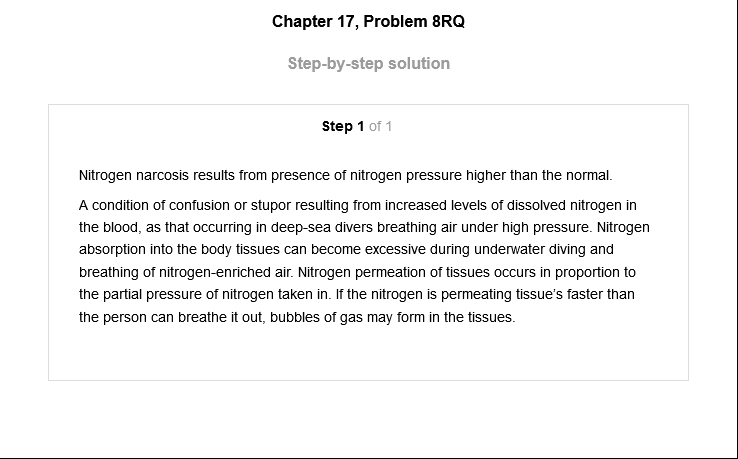 Chapter 17, Problem 8RQ
Step-by-step solution
Step 1 of 1
Nitrogen narcosis results from presence of nitrogen pressure higher than the normal.
A condition of confusion or stupor resulting from increased levels of dissolved nitrogen in
the blood, as that occurring in deep-sea divers breathing air under high pressure. Nitrogen
absorption into the body tissues can become excessive during underwater diving and
breathing of nitrogen-enriched air. Nitrogen permeation of tissues occurs in proportion to
the partial pressure of nitrogen taken in. If the nitrogen is permeating tissue's faster than
the person can breathe it out, bubbles of gas may form in the tissues.